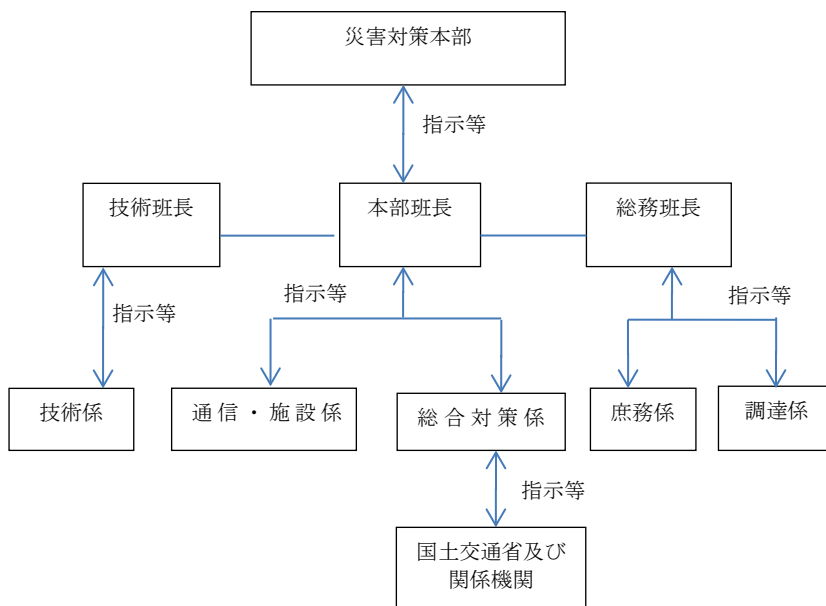 災害対策本部
指示等
技術班長
本部班長
総務班長
指示等
指示等
指示等
技術係
通信・施設係
総合対策係
庶務係
調達係
指示等
国土交通省及び
関係機関